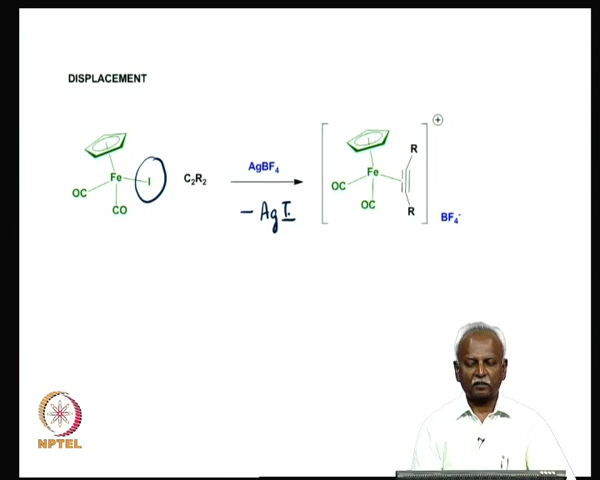 DISPLACEMENT
Fe
I
OC
CO
C2R2
AgBF4
- AgI
R
Fe
OC
OC
R
+
BF4-
NPTEL